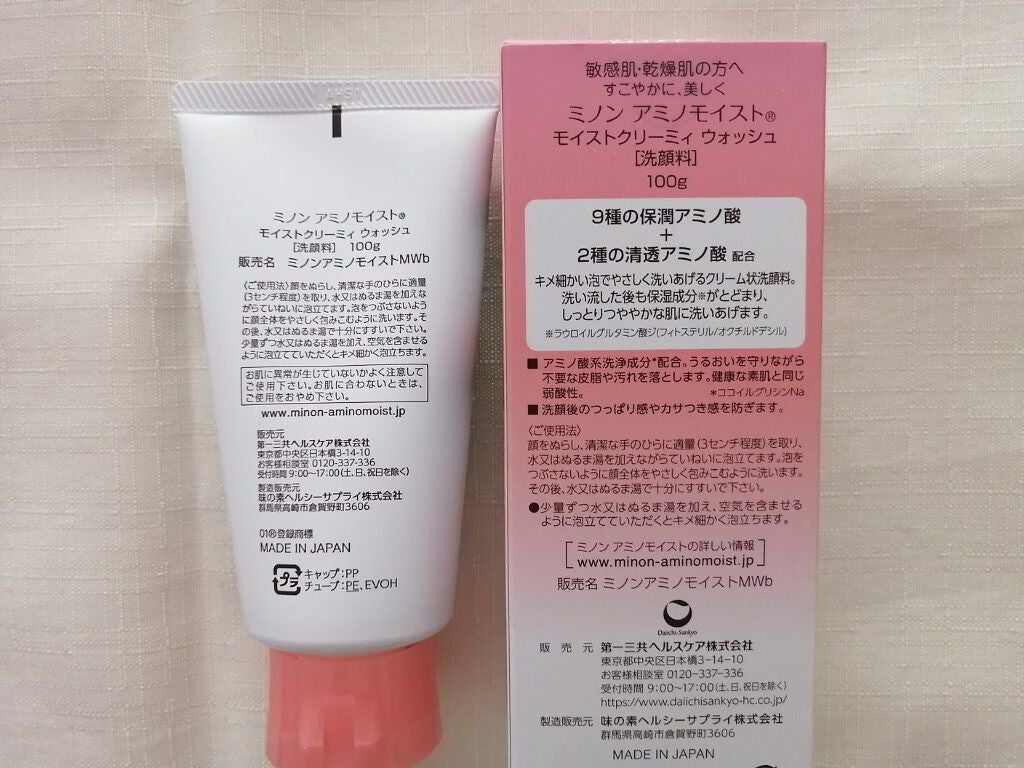 ミノン アミノモイスト®
モイストクリーミィ ウォッシュ
［洗顔料］ 100g
販売名 ミノンアミノモイストMWb
〈ご使用法〉顔をぬらし、清潔な手のひらに適量
（3センチ程度）を取り、水又はぬるま湯を加えな
がらていねいに泡立てます。泡をつぶさないよう
に顔全体をやさしく包みこむように洗います。そ
の後、水又はぬるま湯で十分にすすいで下さい。
少量ずつ水又はぬるま湯を加え、空気を含ませる
ように泡立てていただくとキメ細かく泡立ちます。
お肌に異常が生じていないかよく注意して
ご使用下さい。お肌に合わないときは、
ご使用をおやめ下さい。
www.minon-aminomoist.jp
販売元
第一三共ヘルスケア株式会社
東京都中央区日本橋3-14-10
お客様相談室 0120-337-336
受付時間 9:00〜17:00（土、日、祝日を除く）
製造販売元
味の素ヘルシーサプライ株式会社
群馬県高崎市倉賀野町3606
01®登録商標
MADE IN JAPAN
プラ
キャップ:PP
チューブ:PE、EVOH
敏感肌・乾燥肌の方へ
すこやかに、美しく
ミノン アミノモイスト®
モイストクリーミィ ウォッシュ
［洗顔料］
100g
9種の保潤アミノ酸
+
2種の清透アミノ酸 配合
キメ細かい泡でやさしく洗いあげるクリーム状洗顔料。
洗い流した後も保湿成分※がとどまり、
しっとりつややかな肌に洗いあげます。
※ラウロイルグルタミン酸ジ(フィトステリル/オクチルドデシル)
■ アミノ酸系洗浄成分*配合。うるおいを守りながら
不要な皮脂や汚れを落とします。健康な素肌と同じ
弱酸性。 *ココイルグリシンNa
■ 洗顔後のつっぱり感やカサつき感を防ぎます。
〈ご使用法〉
顔をぬらし、清潔な手のひらに適量（3センチ程度）を取り、
水又はぬるま湯を加えながらていねいに泡立てます。泡を
つぶさないように顔全体をやさしく包みこむように洗います。
その後、水又はぬるま湯で十分にすすいで下さい。
●少量ずつ水又はぬるま湯を加え、空気を含ませる
ように泡立てていただくとキメ細かく泡立ちます。
［ミノン アミノモイストの詳しい情報
www.minon-aminomoist.jp］
販売名 ミノンアミノモイストMWb
Daiichi-Sankyo
販売元 第一三共ヘルスケア株式会社
東京都中央区日本橋3-14-10
お客様相談室 0120-337-336
受付時間 9:00〜17:00（土、日、祝日を除く）
https://www.daiichisankyo-hc.co.jp/
製造販売元 味の素ヘルシーサプライ株式会社
群馬県高崎市倉賀野町3606
MADE IN JAPAN